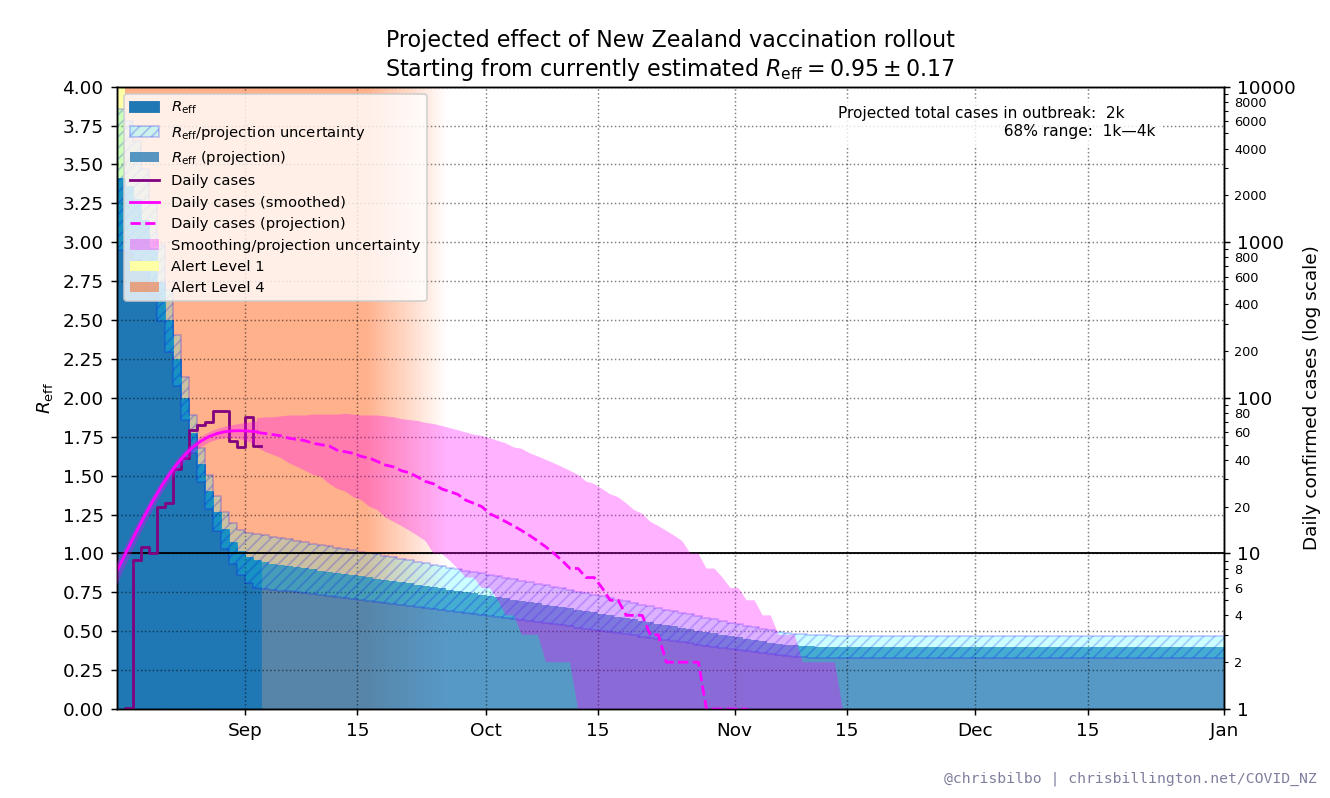 Projected effect of New Zealand vaccination rollout
Starting from currently estimated R_eff = 0.95 ± 0.17
Projected total cases in outbreak: 2k
68% range: 1k—4k
R_eff
R_eff/projection uncertainty
R_eff (projection)
Daily cases
Daily cases (smoothed)
Daily cases (projection)
Smoothing/projection uncertainty
Alert Level 1
Alert Level 4
R_eff
4.00
3.75
3.50
3.25
3.00
2.75
2.50
2.25
2.00
1.75
1.50
1.25
1.00
0.75
0.50
0.25
0.00
10000
8000
6000
4000
2000
1000
800
600
400
200
100
80
60
40
20
10
8
6
4
2
1
Daily confirmed cases (log scale)
Sep 15 Oct 15 Nov 15 Dec 15 Jan
@chrisbilbo | chrisbillington.net/COVID_NZ